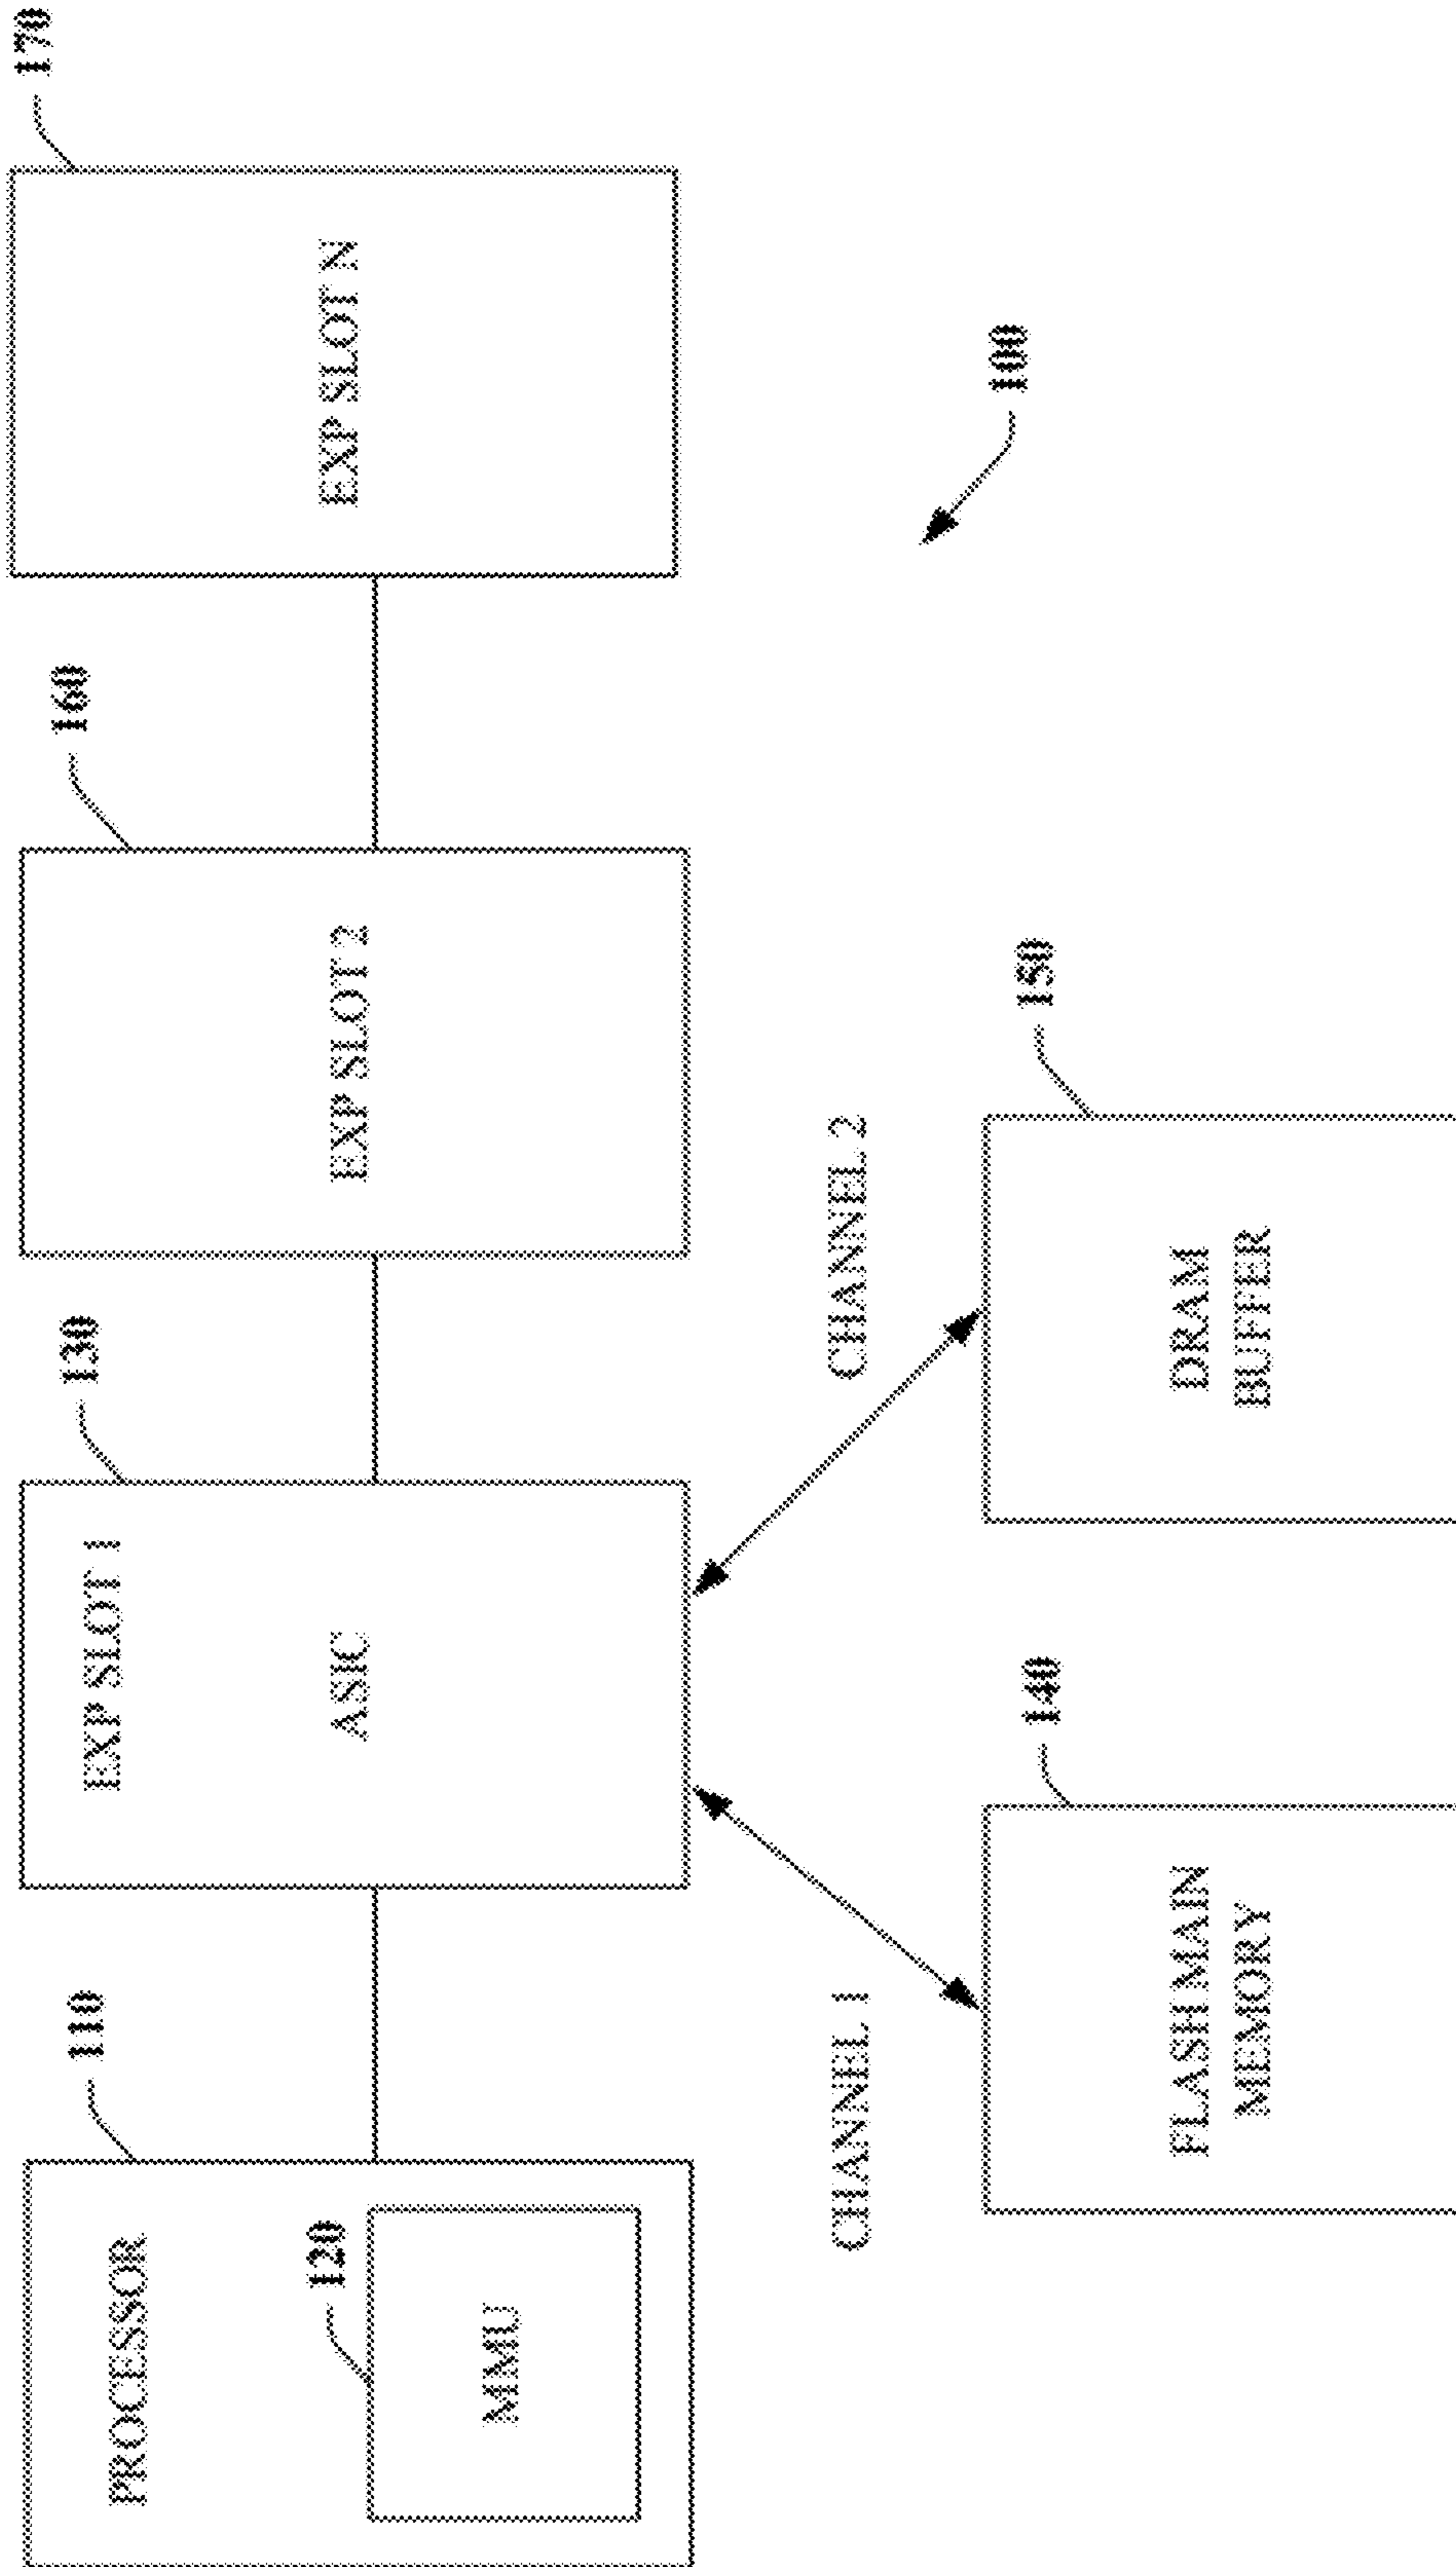 PROCESSOR
110
120
MMU
EXP SLOT 1
130
ASIC
EXP SLOT 2
160
EXP SLOT N
170
CHANNEL 1
CHANNEL 2
100
FLASH MAIN
MEMORY
140
DRAM
BUFFER
150